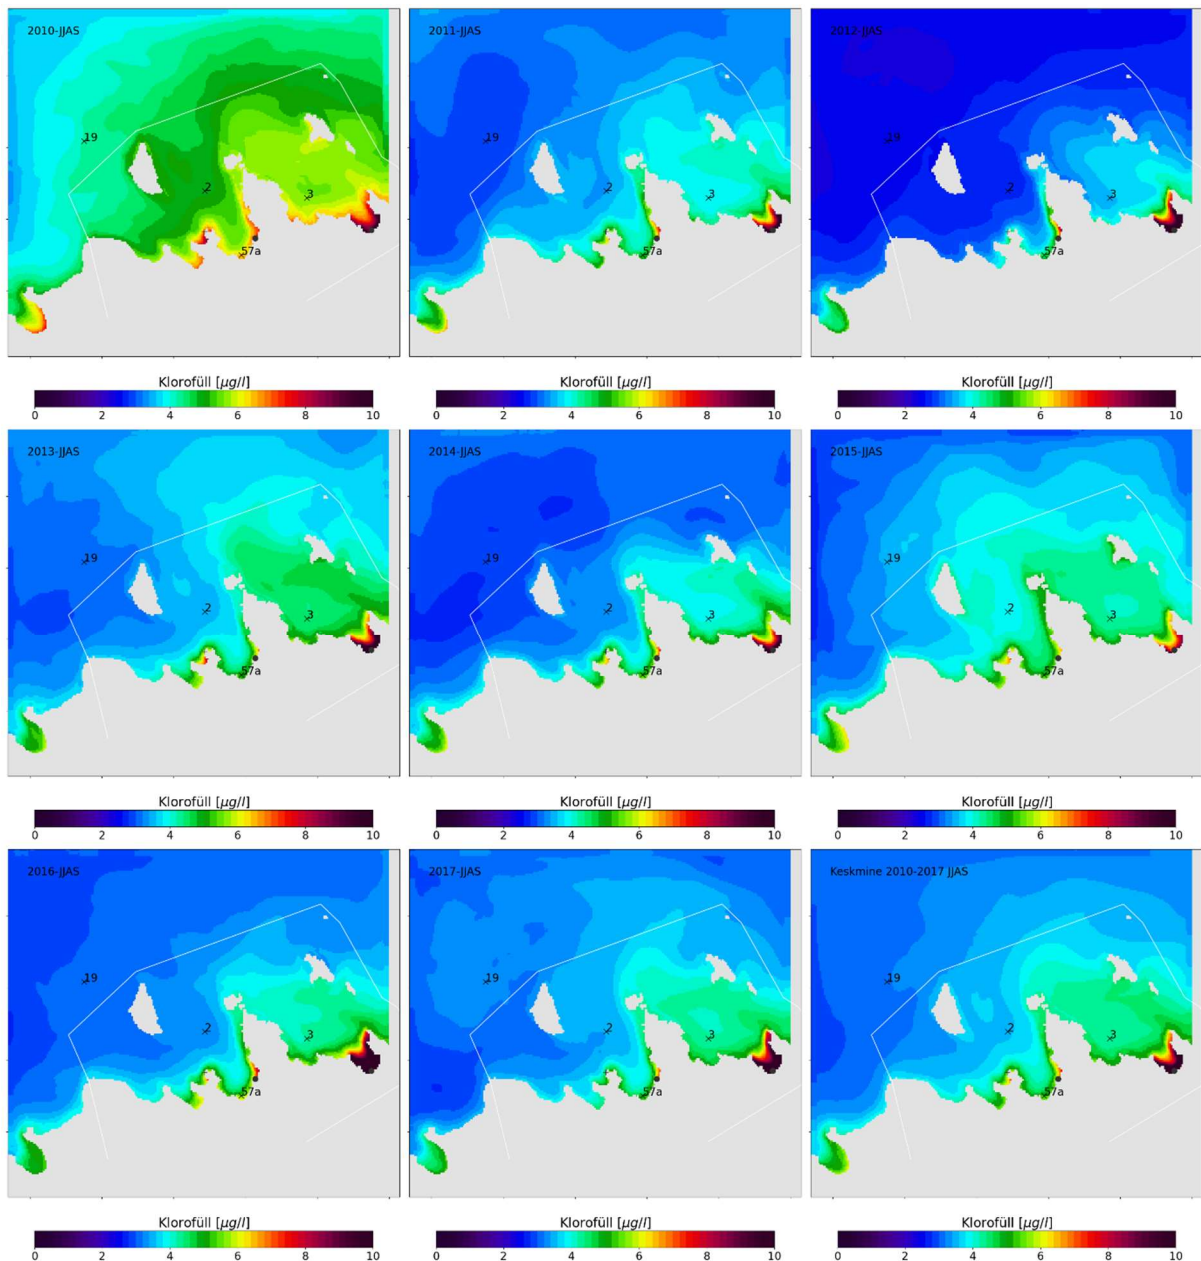 2010-JJAS
19
2
3
57a
Klorofüll [μg/l]
0 2 4 6 8 10
2011-JJAS
19
2
3
57a
Klorofüll [μg/l]
0 2 4 6 8 10
2012-JJAS
19
2
3
57a
Klorofüll [μg/l]
0 2 4 6 8 10
2013-JJAS
19
2
3
57a
Klorofüll [μg/l]
0 2 4 6 8 10
2014-JJAS
19
2
3
57a
Klorofüll [μg/l]
0 2 4 6 8 10
2015-JJAS
19
2
3
57a
Klorofüll [μg/l]
0 2 4 6 8 10
2016-JJAS
19
2
3
57a
Klorofüll [μg/l]
0 2 4 6 8 10
2017-JJAS
19
2
3
57a
Klorofüll [μg/l]
0 2 4 6 8 10
Keskmine 2010-2017 JJAS
19
2
3
57a
Klorofüll [μg/l]
0 2 4 6 8 10